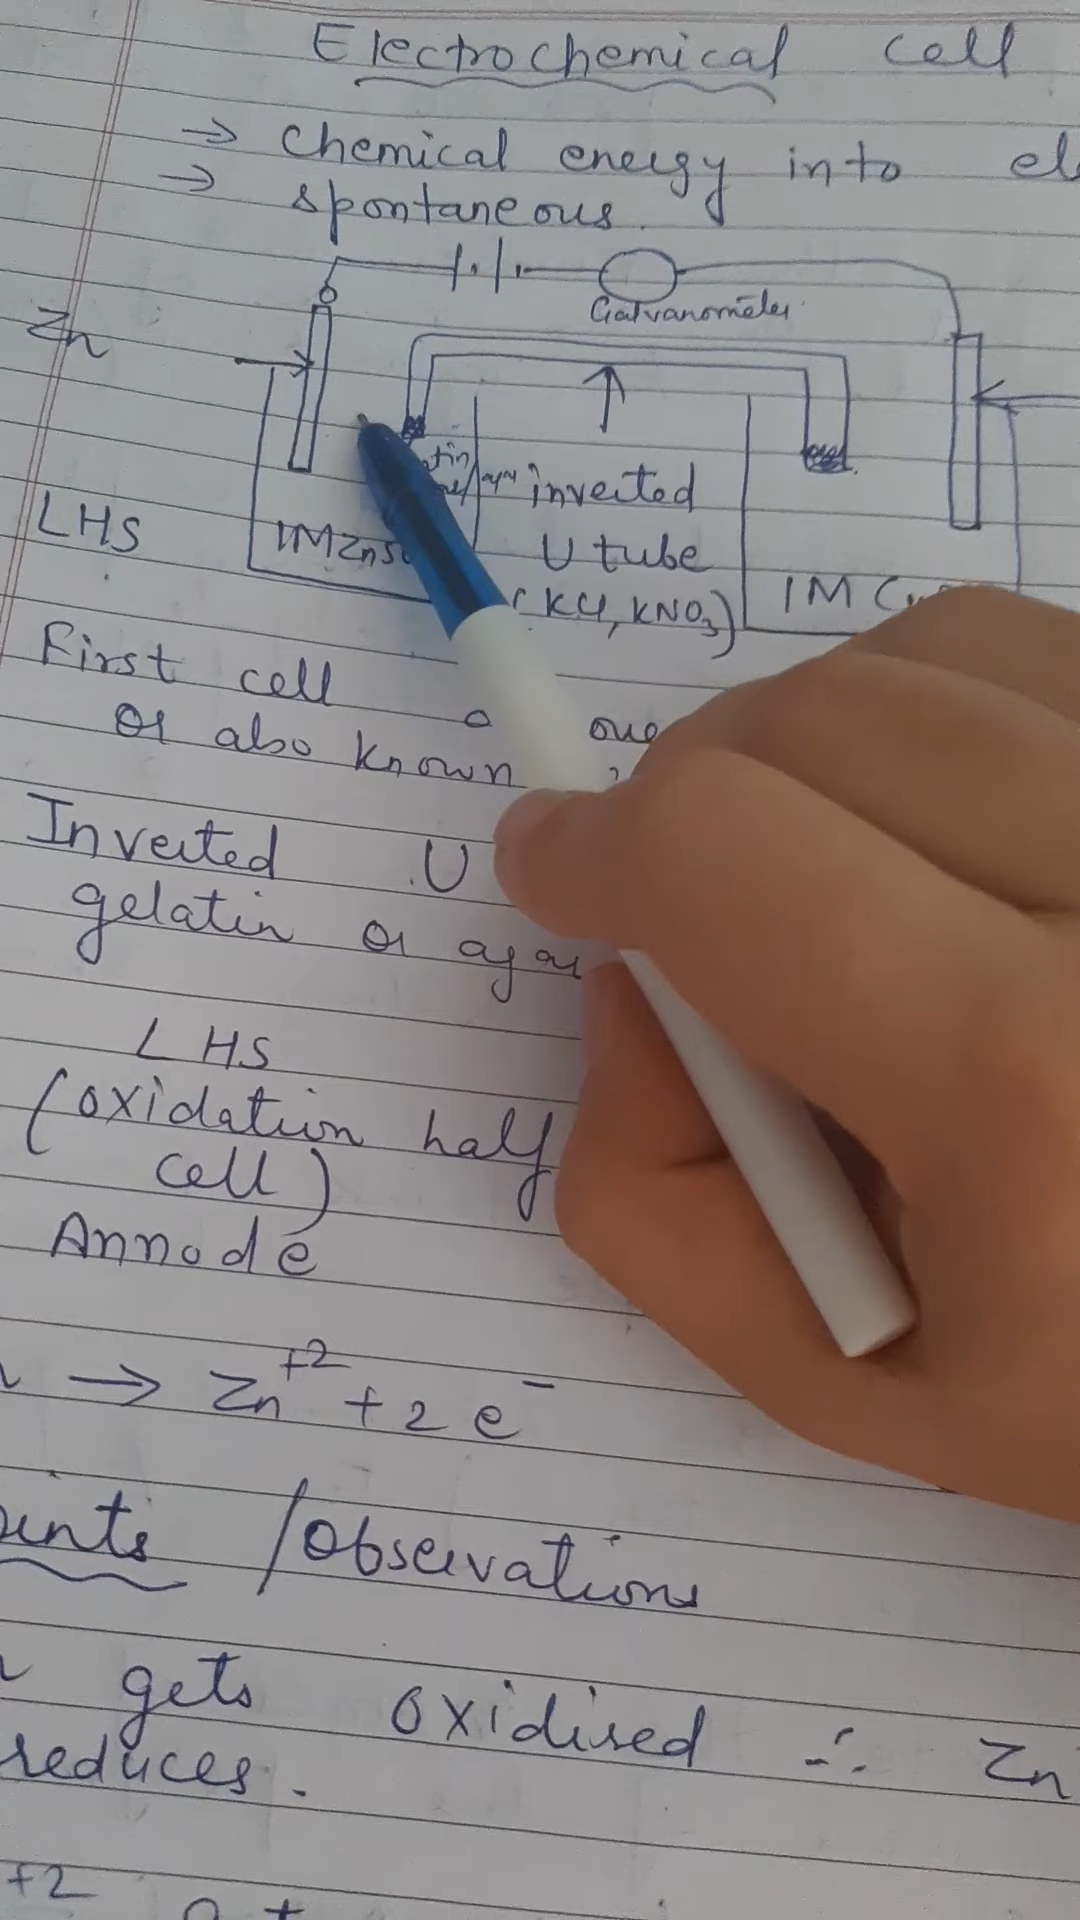 Electrochemical cell
→ Chemical energy into
→ spontaneous.
Galvanometer
Zn
inverted
LHS
U tube
1M
(KCl, KNO3)
1M
First cell
or also known
Inverted U
gelatin or agar
LHS
(oxidation half
cell)
Annode
→ Zn+2 + 2e-
/Observations
gets oxidised ∴ Zn
reduces.
+2